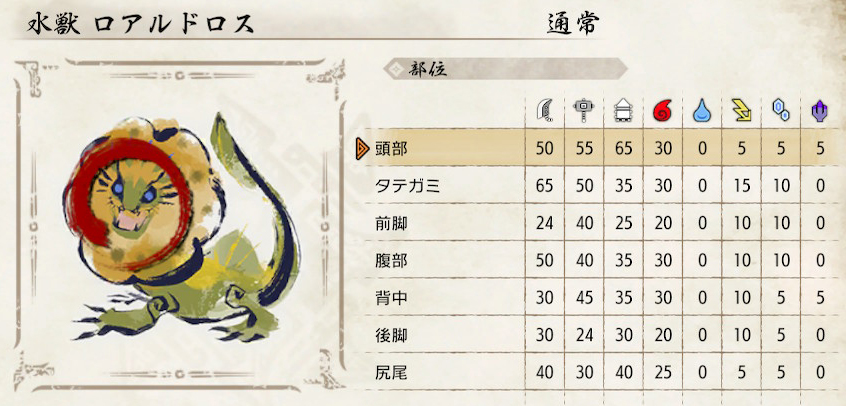 水獣 ロアルドロス 通常
部位
頭部 50 55 65 30 0 5 5 5
タテガミ 65 50 35 30 0 15 10 0
前脚 24 40 25 20 0 10 10 0
腹部 50 40 35 30 0 10 10 0
背中 30 45 35 30 0 10 5 5
後脚 30 24 30 20 0 10 5 0
尻尾 40 30 40 25 0 5 5 0